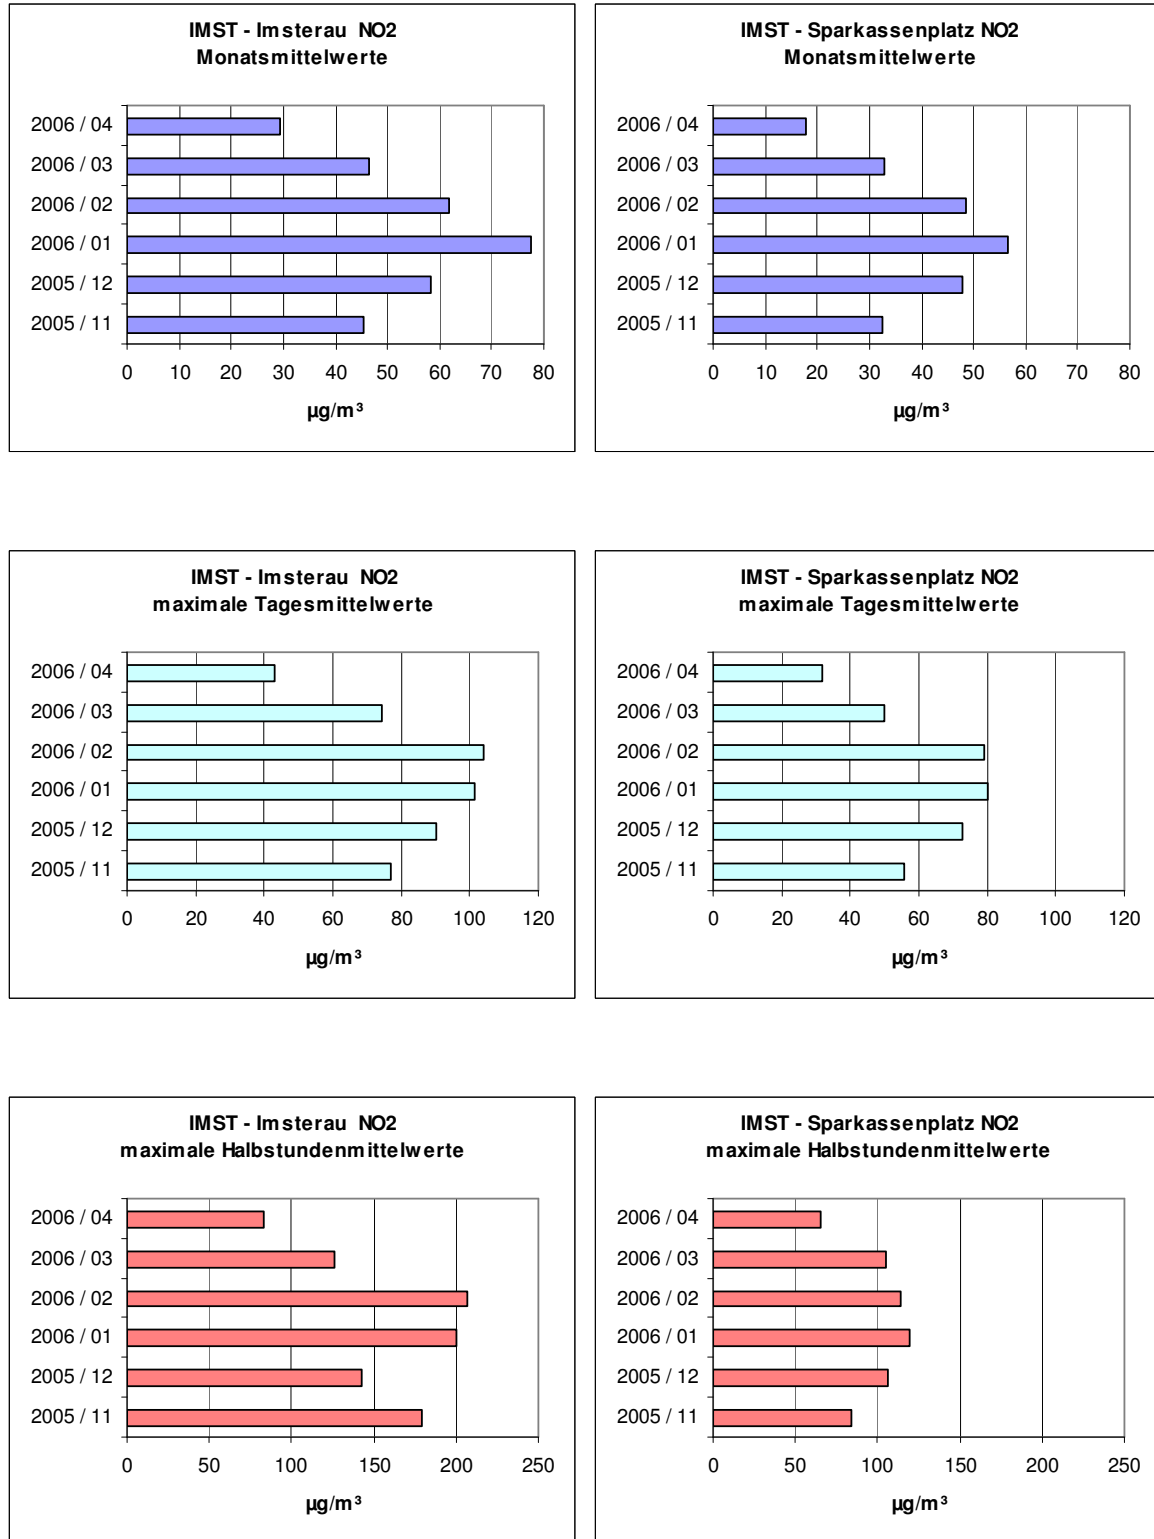 IMST - Imsterau NO2
Monatsmittelwerte
2006 / 04
2006 / 03
2006 / 02
2006 / 01
2005 / 12
2005 / 11
0 10 20 30 40 50 60 70 80
µg/m³
IMST - Sparkassenplatz NO2
Monatsmittelwerte
2006 / 04
2006 / 03
2006 / 02
2006 / 01
2005 / 12
2005 / 11
0 10 20 30 40 50 60 70 80
µg/m³
IMST - Imsterau NO2
maximale Tagesmittelwerte
2006 / 04
2006 / 03
2006 / 02
2006 / 01
2005 / 12
2005 / 11
0 20 40 60 80 100 120
µg/m³
IMST - Sparkassenplatz NO2
maximale Tagesmittelwerte
2006 / 04
2006 / 03
2006 / 02
2006 / 01
2005 / 12
2005 / 11
0 20 40 60 80 100 120
µg/m³
IMST - Imsterau NO2
maximale Halbstundenmittelwerte
2006 / 04
2006 / 03
2006 / 02
2006 / 01
2005 / 12
2005 / 11
0 50 100 150 200 250
µg/m³
IMST - Sparkassenplatz NO2
maximale Halbstundenmittelwerte
2006 / 04
2006 / 03
2006 / 02
2006 / 01
2005 / 12
2005 / 11
0 50 100 150 200 250
µg/m³